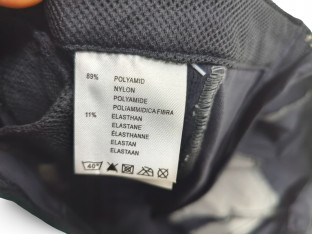 89% POLYAMID
NYLON
POLYAMIDE
POLIAMMIDICA FIBRA
11% ELASTHAN
ELASTANE
ELASTHANNE
ELASTAN
ELASTAAN
40°